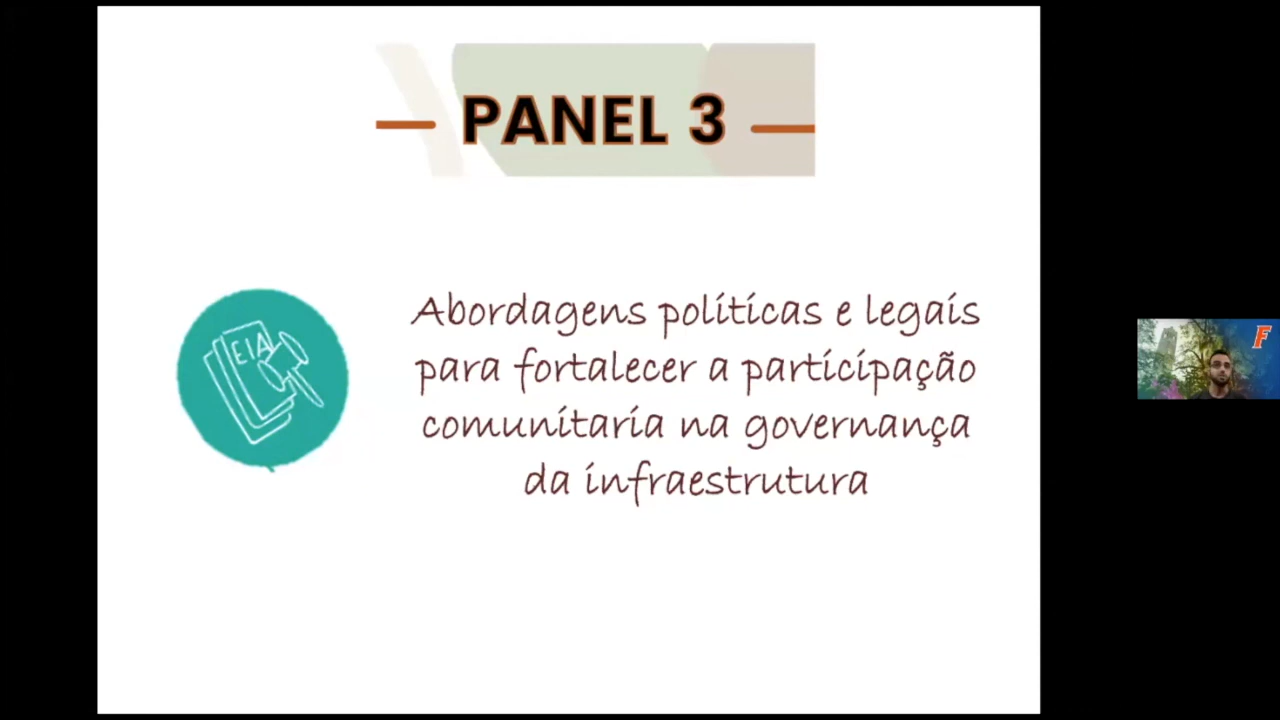 PANEL 3
EIA
Abordagens políticas e legais
para fortalecer a participação
comunitaria na governança
da infraestrutura
F